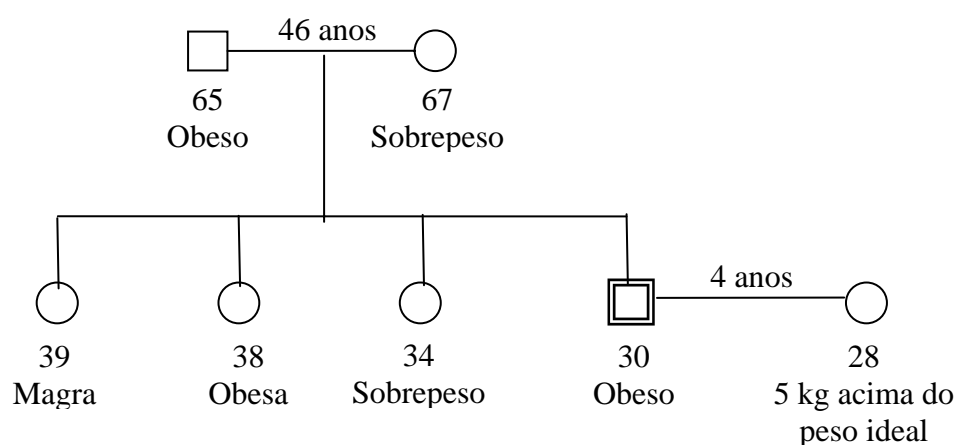 46 anos
65
Obeso
67
Sobrepeso
4 anos
39
Magra
38
Obesa
34
Sobrepeso
30
Obeso
28
5 kg acima do
peso ideal